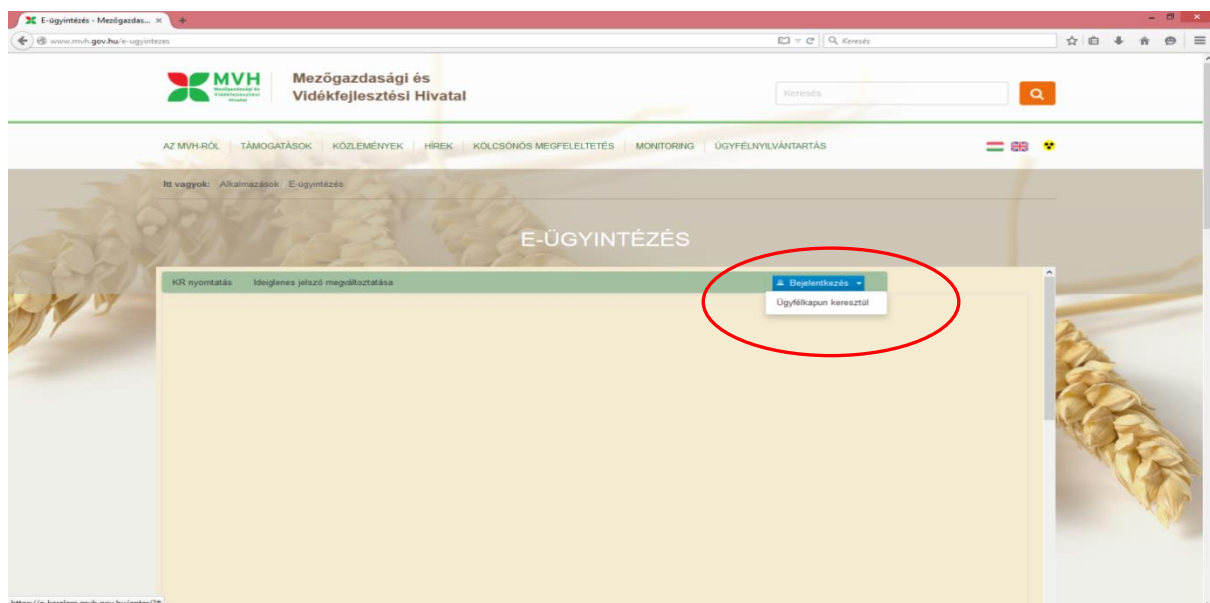 E-ügyintézés - Mezőgazdas...
www.mvh.gov.hu/e-ugyintezes
Keresés
MVH
Mezőgazdasági és
Vidékfejlesztési
Hivatal
Mezőgazdasági és
Vidékfejlesztési Hivatal
Keresés
AZ MVH-RÓL TÁMOGATÁSOK KÖZLEMÉNYEK HÍREK KÖLCSÖNÖS MEGFELELTETÉS MONITORING ÜGYFÉLNYILVÁNTARTÁS
Itt vagyok: Alkalmazások E-ügyintézés
E-ÜGYINTÉZÉS
KR nyomtatás Ideiglenes jelszó megváltoztatása Bejelentkezés
Ügyfélkapun keresztül